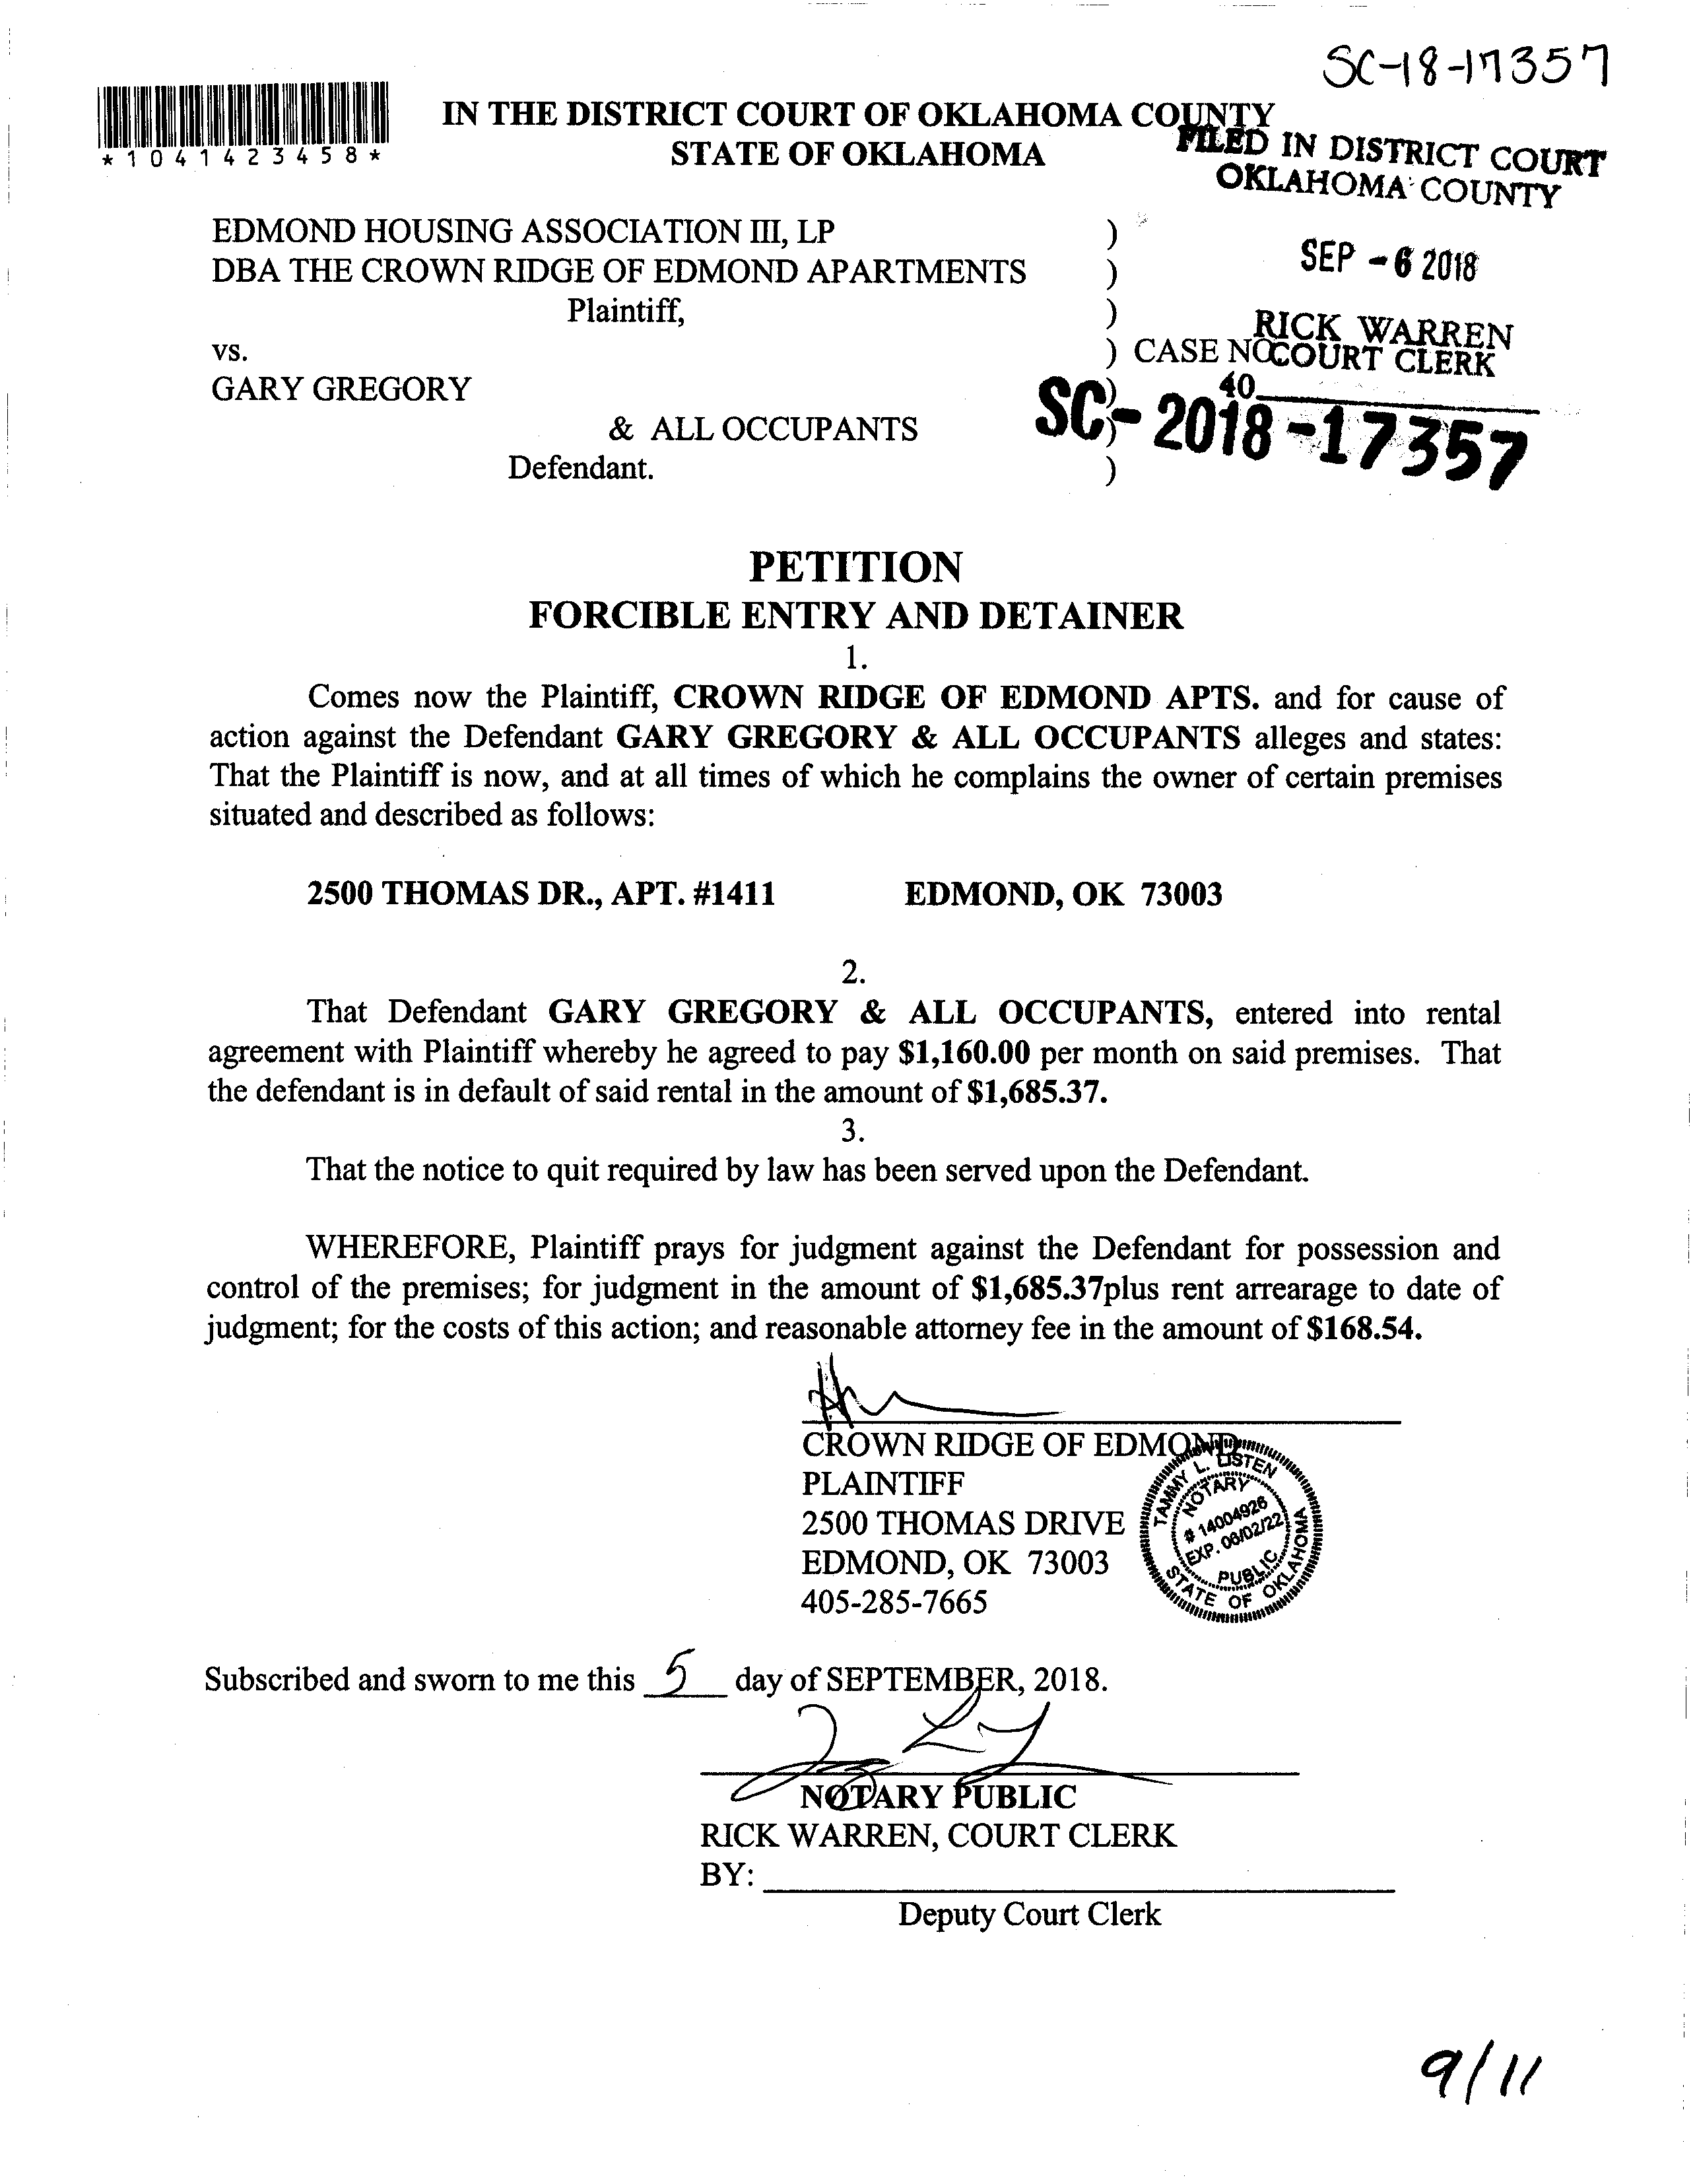 SC-18-17357
*1041423458*
IN THE DISTRICT COURT OF OKLAHOMA COUNTY
STATE OF OKLAHOMA
FILED IN DISTRICT COURT
OKLAHOMA COUNTY
EDMOND HOUSING ASSOCIATION III, LP )
DBA THE CROWN RIDGE OF EDMOND APARTMENTS )
SEP - 6 2018
Plaintiff, )
RICK WARREN
COURT CLERK
vs. ) CASE NO
40
GARY GREGORY )
SC-2018-17357
& ALL OCCUPANTS )
Defendant. )
PETITION
FORCIBLE ENTRY AND DETAINER
1.
Comes now the Plaintiff, CROWN RIDGE OF EDMOND APTS. and for cause of
action against the Defendant GARY GREGORY & ALL OCCUPANTS alleges and states:
That the Plaintiff is now, and at all times of which he complains the owner of certain premises
situated and described as follows:
2500 THOMAS DR., APT. #1411 EDMOND, OK 73003
2.
That Defendant GARY GREGORY & ALL OCCUPANTS, entered into rental
agreement with Plaintiff whereby he agreed to pay $1,160.00 per month on said premises. That
the defendant is in default of said rental in the amount of $1,685.37.
3.
That the notice to quit required by law has been served upon the Defendant.
WHEREFORE, Plaintiff prays for judgment against the Defendant for possession and
control of the premises; for judgment in the amount of $1,685.37plus rent arrearage to date of
judgment; for the costs of this action; and reasonable attorney fee in the amount of $168.54.
CROWN RIDGE OF EDMOND
PLAINTIFF
2500 THOMAS DRIVE
EDMOND, OK 73003
405-285-7665
TAMMY L. LISTEN
NOTARY
# 14004926
EXP. 06/02/22
PUBLIC
STATE OF OKLAHOMA
Subscribed and sworn to me this 5 day of SEPTEMBER, 2018.
NOTARY PUBLIC
RICK WARREN, COURT CLERK
BY:
Deputy Court Clerk
9/11